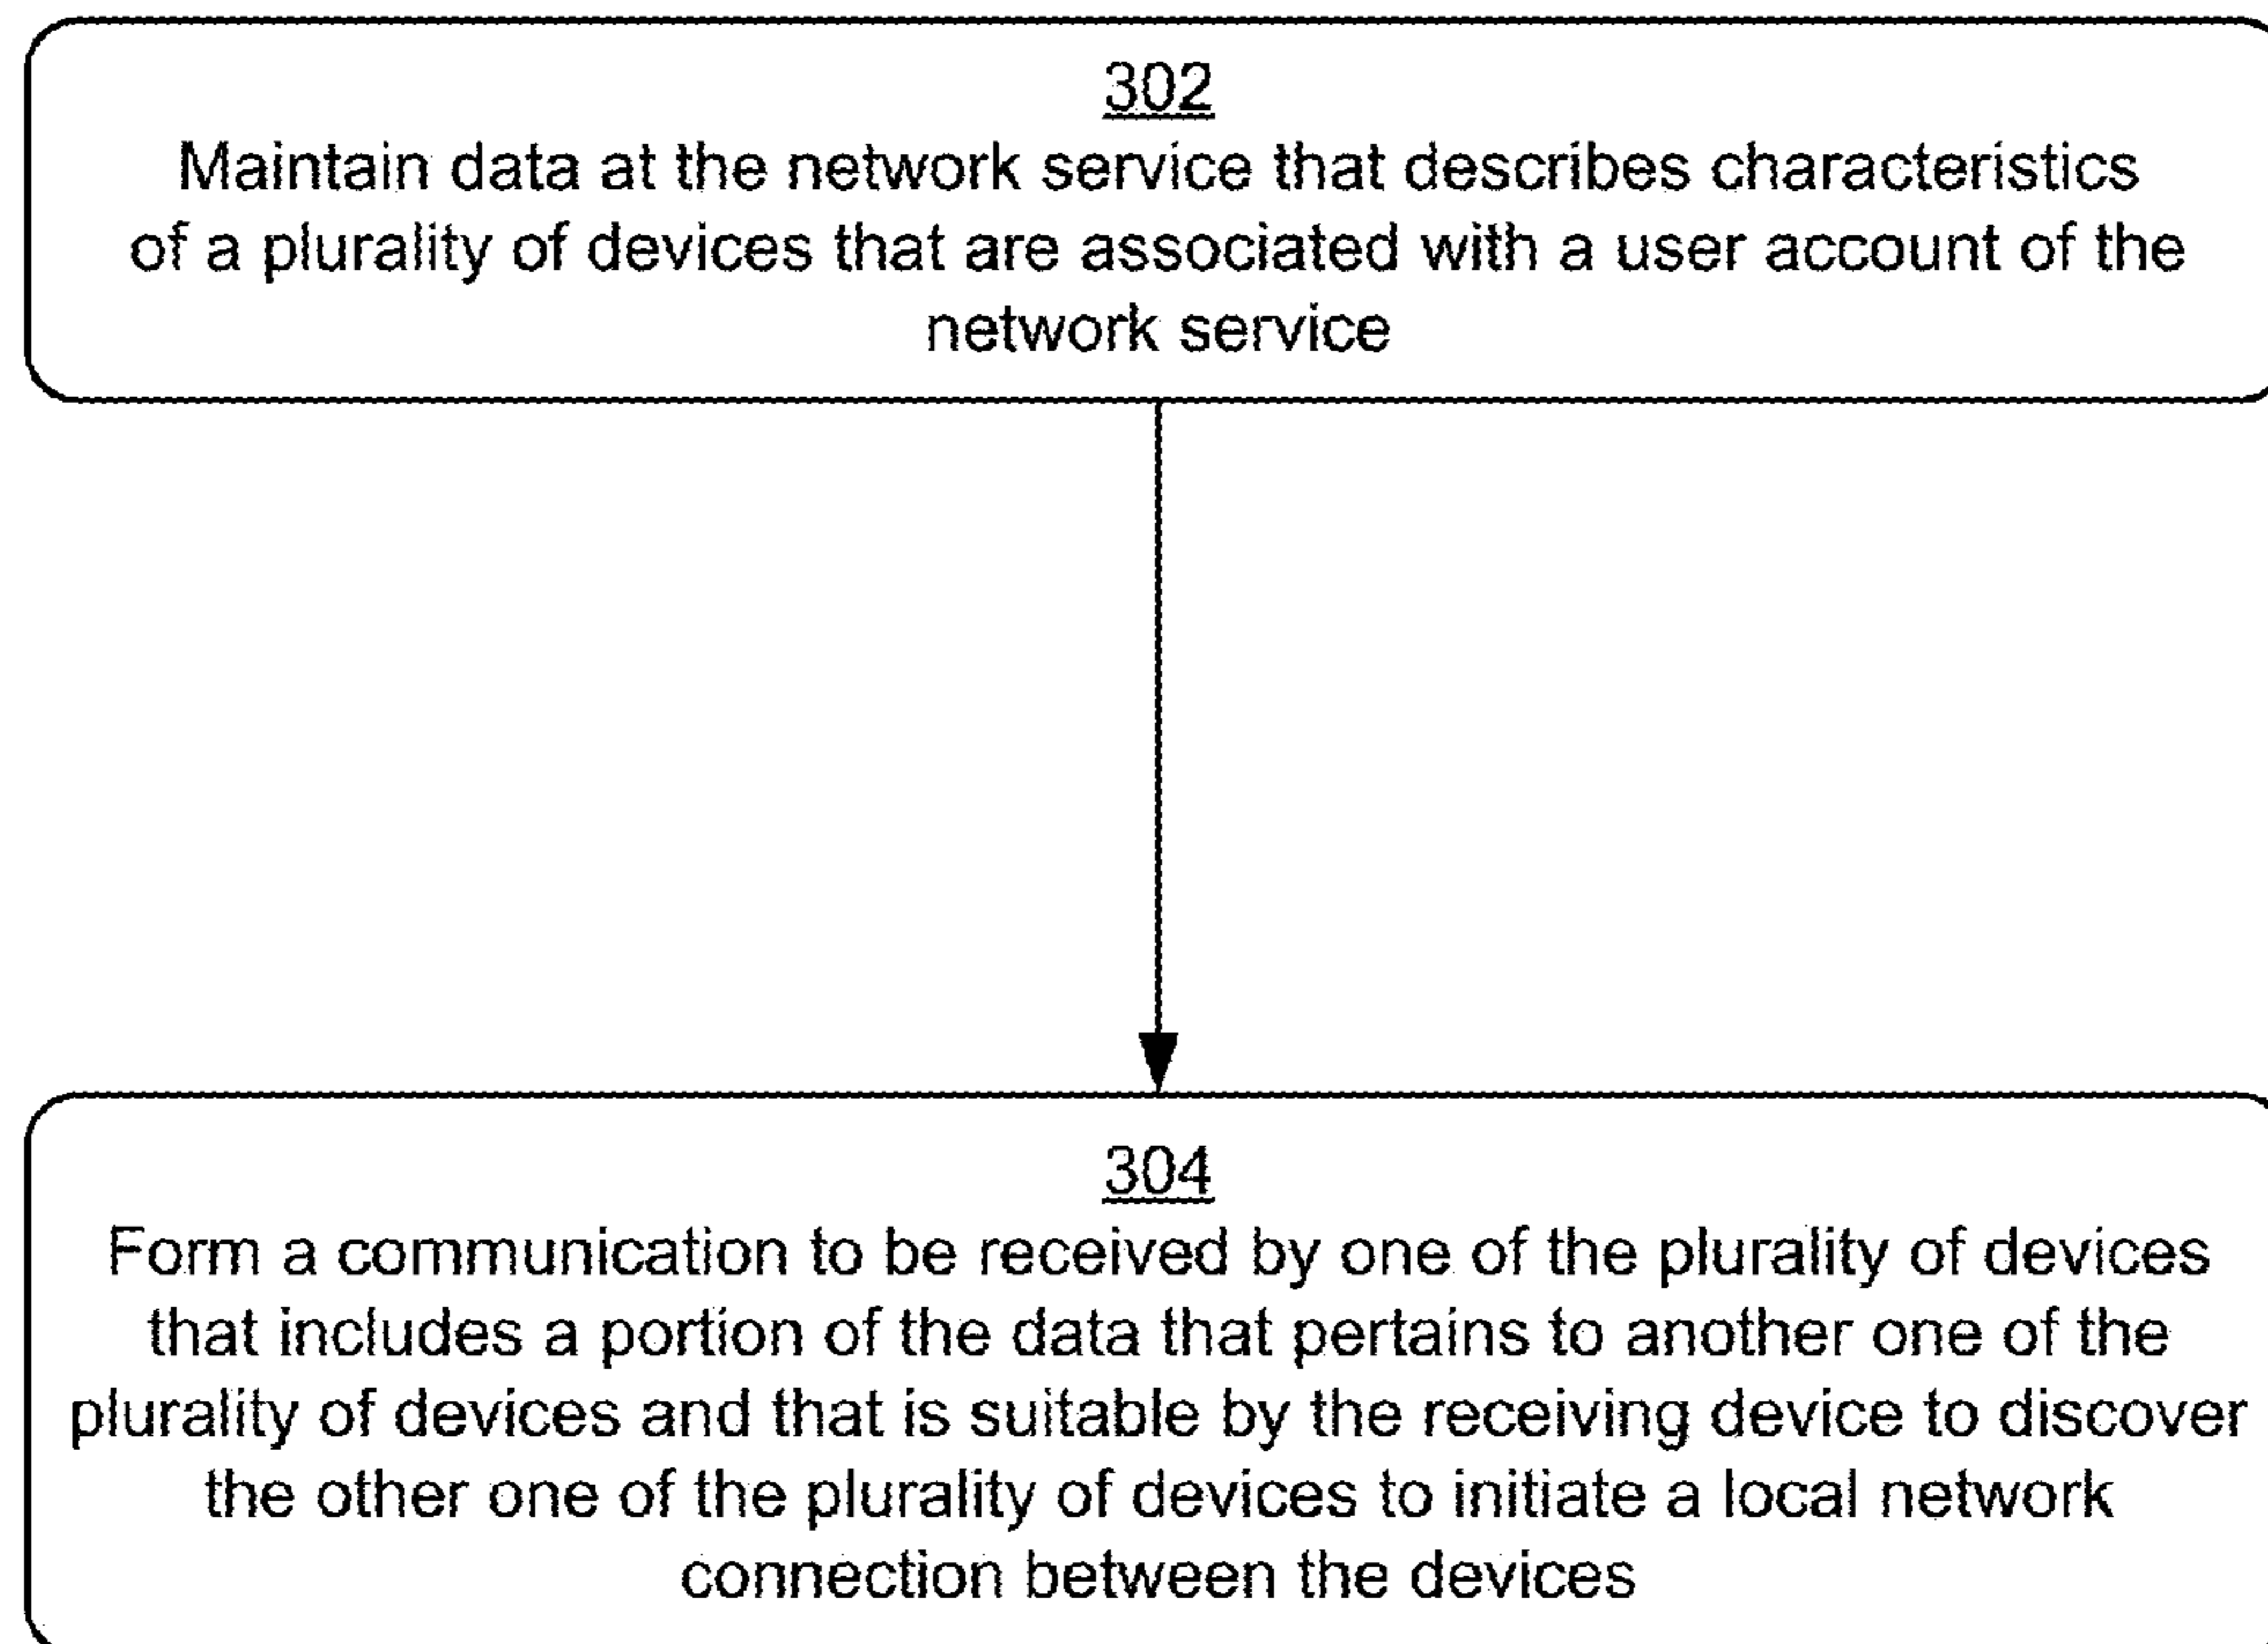 302
Maintain data at the network service that describes characteristics
of a plurality of devices that are associated with a user account of the
network service
304
Form a communication to be received by one of the plurality of devices
that includes a portion of the data that pertains to another one of the
plurality of devices and that is suitable by the receiving device to discover
the other one of the plurality of devices to initiate a local network
connection between the devices